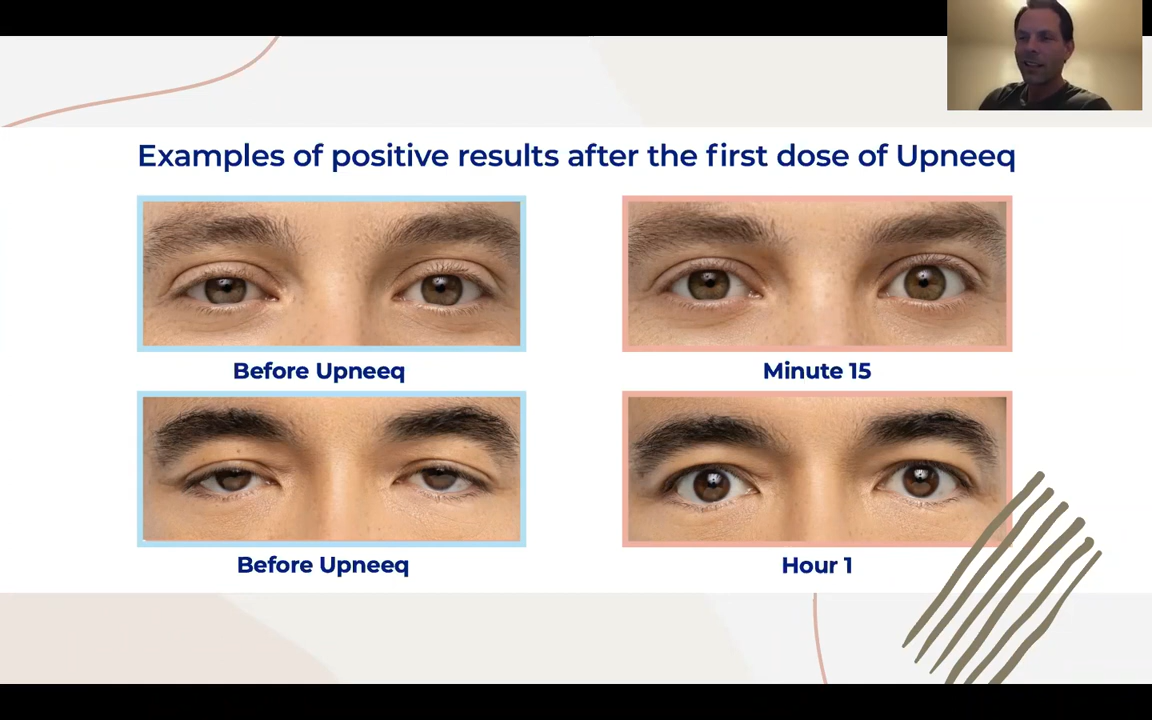 Examples of positive results after the first dose of Upneeq
Before Upneeq
Minute 15
Before Upneeq
Hour 1